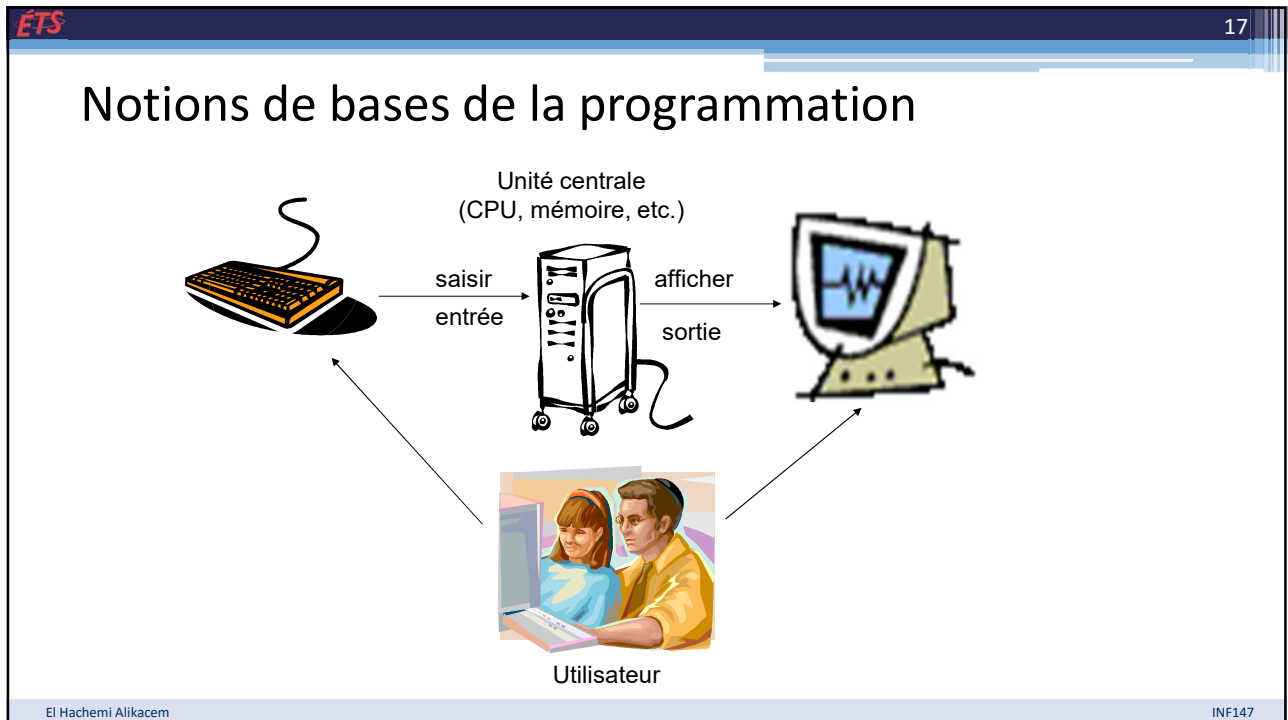 ÉTS
17
Notions de bases de la programmation
Unité centrale
(CPU, mémoire, etc.)
saisir
entrée
afficher
sortie
Utilisateur
El Hachemi Alikacem
INF147